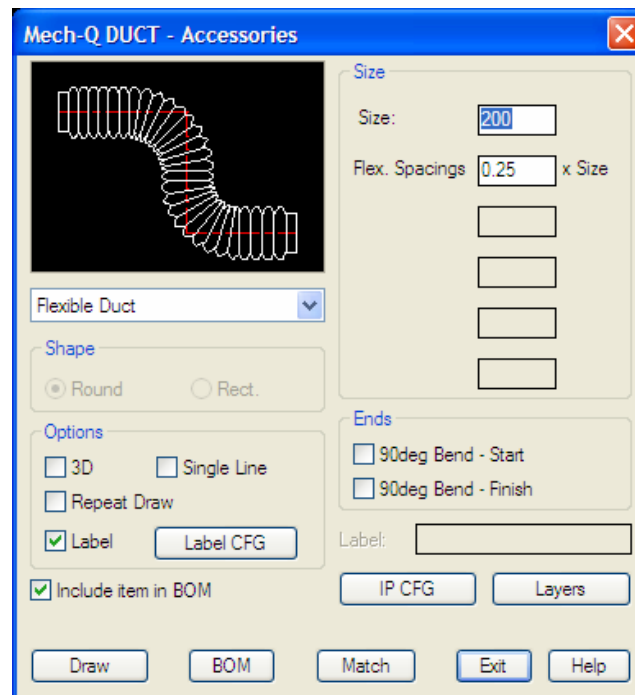 Mech-Q DUCT - Accessories
Size
Size: 200
Flex. Spacings 0.25 x Size
Flexible Duct
Shape
Round Rect.
Options
3D Single Line
Repeat Draw
Label Label CFG
Include item in BOM
Ends
90deg Bend - Start
90deg Bend - Finish
Label:
IP CFG Layers
Draw BOM Match Exit Help